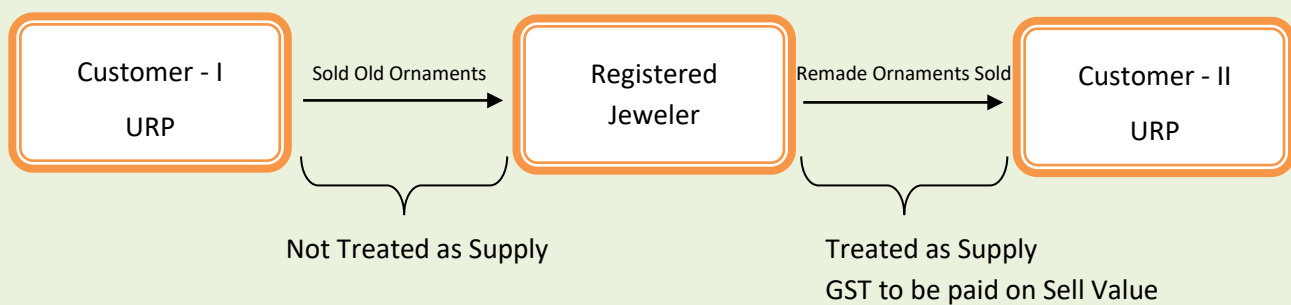 Customer - I
URP
Sold Old Ornaments
Registered
Jeweler
Remade Ornaments Sold
Customer - II
URP
Not Treated as Supply
Treated as Supply
GST to be paid on Sell Value